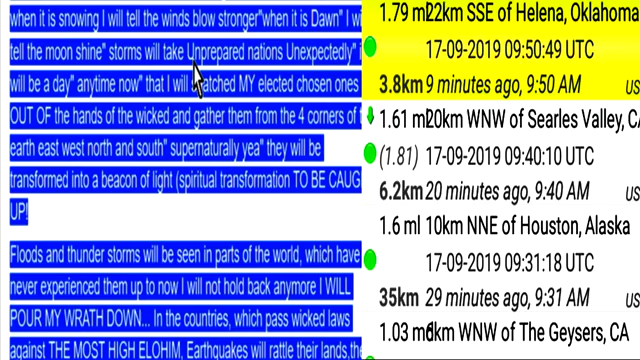 when it is snowing I will tell the winds blow stronger"when it is Dawn" I wi
tell the moon shine" storms will take Unprepared nations Unexpectedly"
will be a day" anytime now" that I will atched MY elected chosen ones
OUT OF the hands of the wicked and gather them from the 4 corners of
earth east west north and south" supernaturally yea" they will be
transformed into a beacon of light (spiritual transformation TO BE CAUG
UP!
Floods and thunder storms will be seen in parts of the world, which have
never experienced them up to now I will not hold back anymore I WILL
POUR MY WRATH DOWN... In the countries, which pass wicked laws
against THE MOST HIGH ELOHIM, Earthquakes will rattle their lands,the
1.79 ml 22km SSE of Helena, Oklahoma
17-09-2019 09:50:49 UTC
3.8km 9 minutes ago, 9:50 AM US
1.61 ml 20km WNW of Searles Valley, CA
(1.81) 17-09-2019 09:40:10 UTC
6.2km 20 minutes ago, 9:40 AM US
1.6 ml 10km NNE of Houston, Alaska
17-09-2019 09:31:18 UTC
35km 29 minutes ago, 9:31 AM US
1.03 km WNW of The Geysers, CA